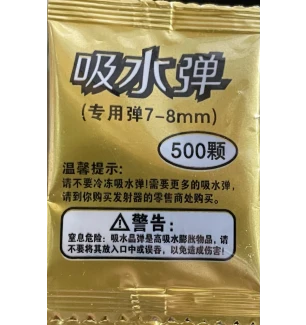 吸水弹
(专用弹7-8mm)
500颗
温馨提示:
请不要冷冻吸水弹!需要更多的吸水弹,
请到你购买发射器的零售商处购买。
⚠警告:
窒息危险: 吸水晶弹是高吸水膨胀物品, 请
不要将其放入口中或误吞, 以免造成伤害!